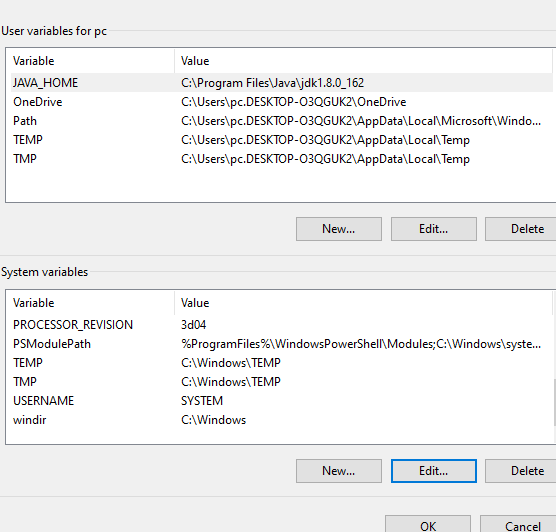 User variables for pc
Variable Value
JAVA_HOME C:\Program Files\Java\jdk1.8.0_162
OneDrive C:\Users\pc.DESKTOP-O3QGUK2\OneDrive
Path C:\Users\pc.DESKTOP-O3QGUK2\AppData\Local\Microsoft\Windo...
TEMP C:\Users\pc.DESKTOP-O3QGUK2\AppData\Local\Temp
TMP C:\Users\pc.DESKTOP-O3QGUK2\AppData\Local\Temp
New... Edit... Delete
System variables
Variable Value
PROCESSOR_REVISION 3d04
PSModulePath %ProgramFiles%\WindowsPowerShell\Modules;C:\Windows\syste...
TEMP C:\Windows\TEMP
TMP C:\Windows\TEMP
USERNAME SYSTEM
windir C:\Windows
New... Edit... Delete
OK Cancel